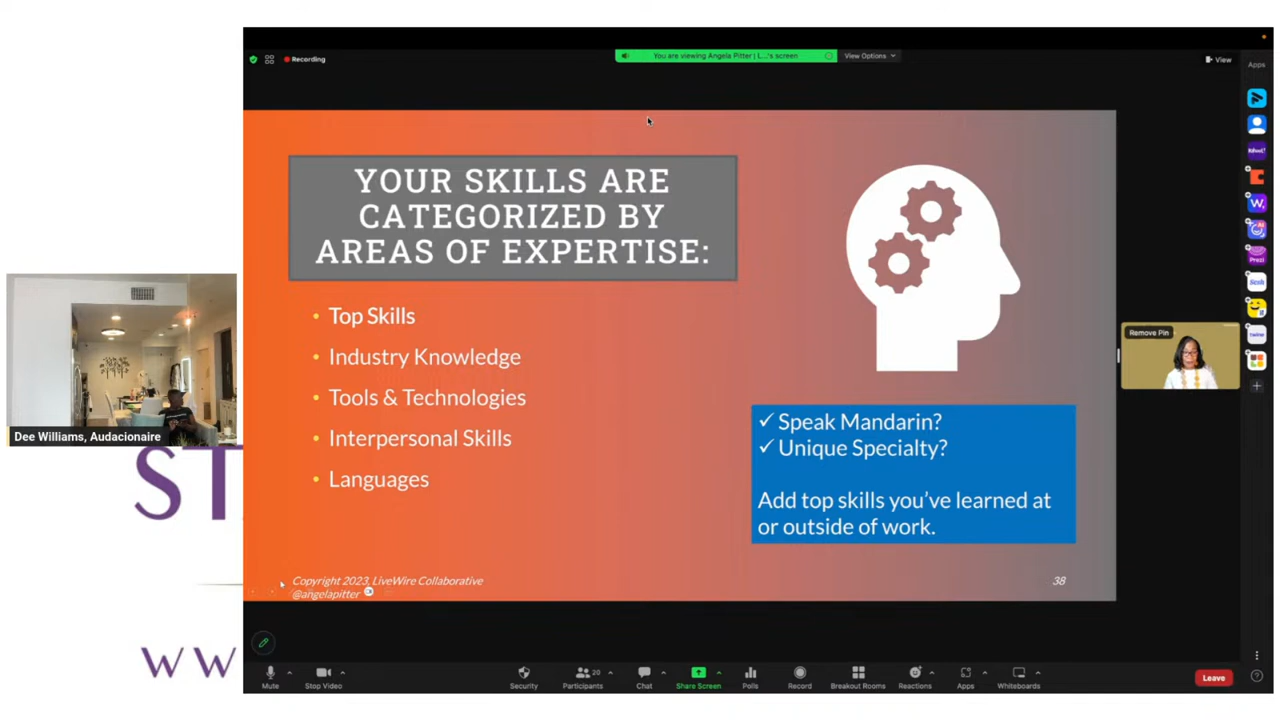 Recording
You are viewing Angela Pitter | L...'s screen
View Options
View
Apps
YOUR SKILLS ARE
CATEGORIZED BY
AREAS OF EXPERTISE:
• Top Skills
• Industry Knowledge
• Tools & Technologies
• Interpersonal Skills
• Languages
✓ Speak Mandarin?
✓ Unique Specialty?
Add top skills you've learned at
or outside of work.
Remove Pin
Dee Williams, Audacionaire
ST
ww
Copyright 2023, LiveWire Collaborative
@angelapitter
38
Mute
Stop Video
Security
Participants
20
Chat
Share Screen
Polls
Record
Breakout Rooms
Reactions
Apps
Whiteboards
Leave